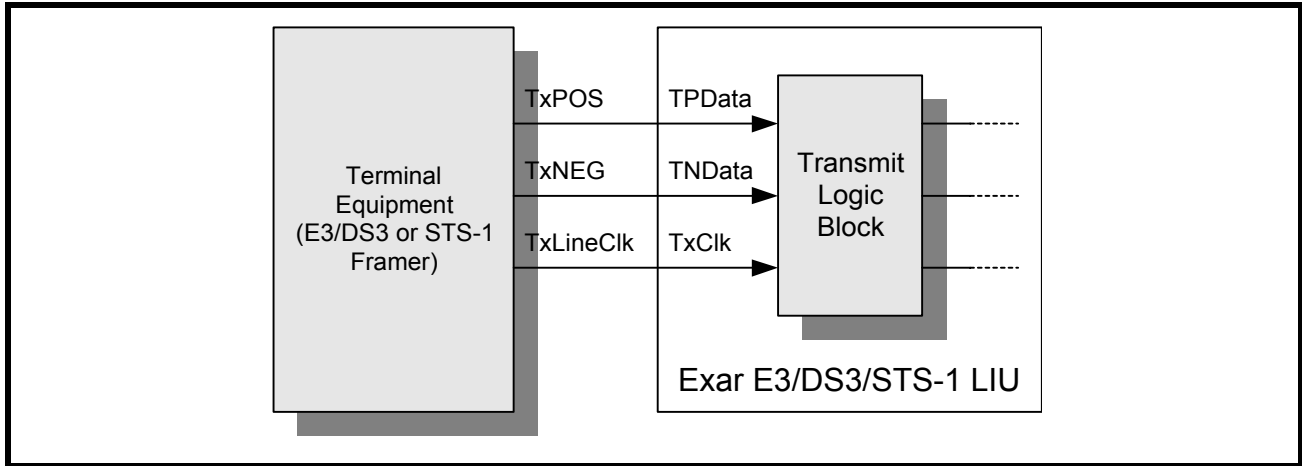 TxPOS
TPData
TxNEG
TNData
TxLineClk
TxClk
Terminal
Equipment
(E3/DS3 or STS-1
Framer)
Transmit
Logic
Block
Exar E3/DS3/STS-1 LIU